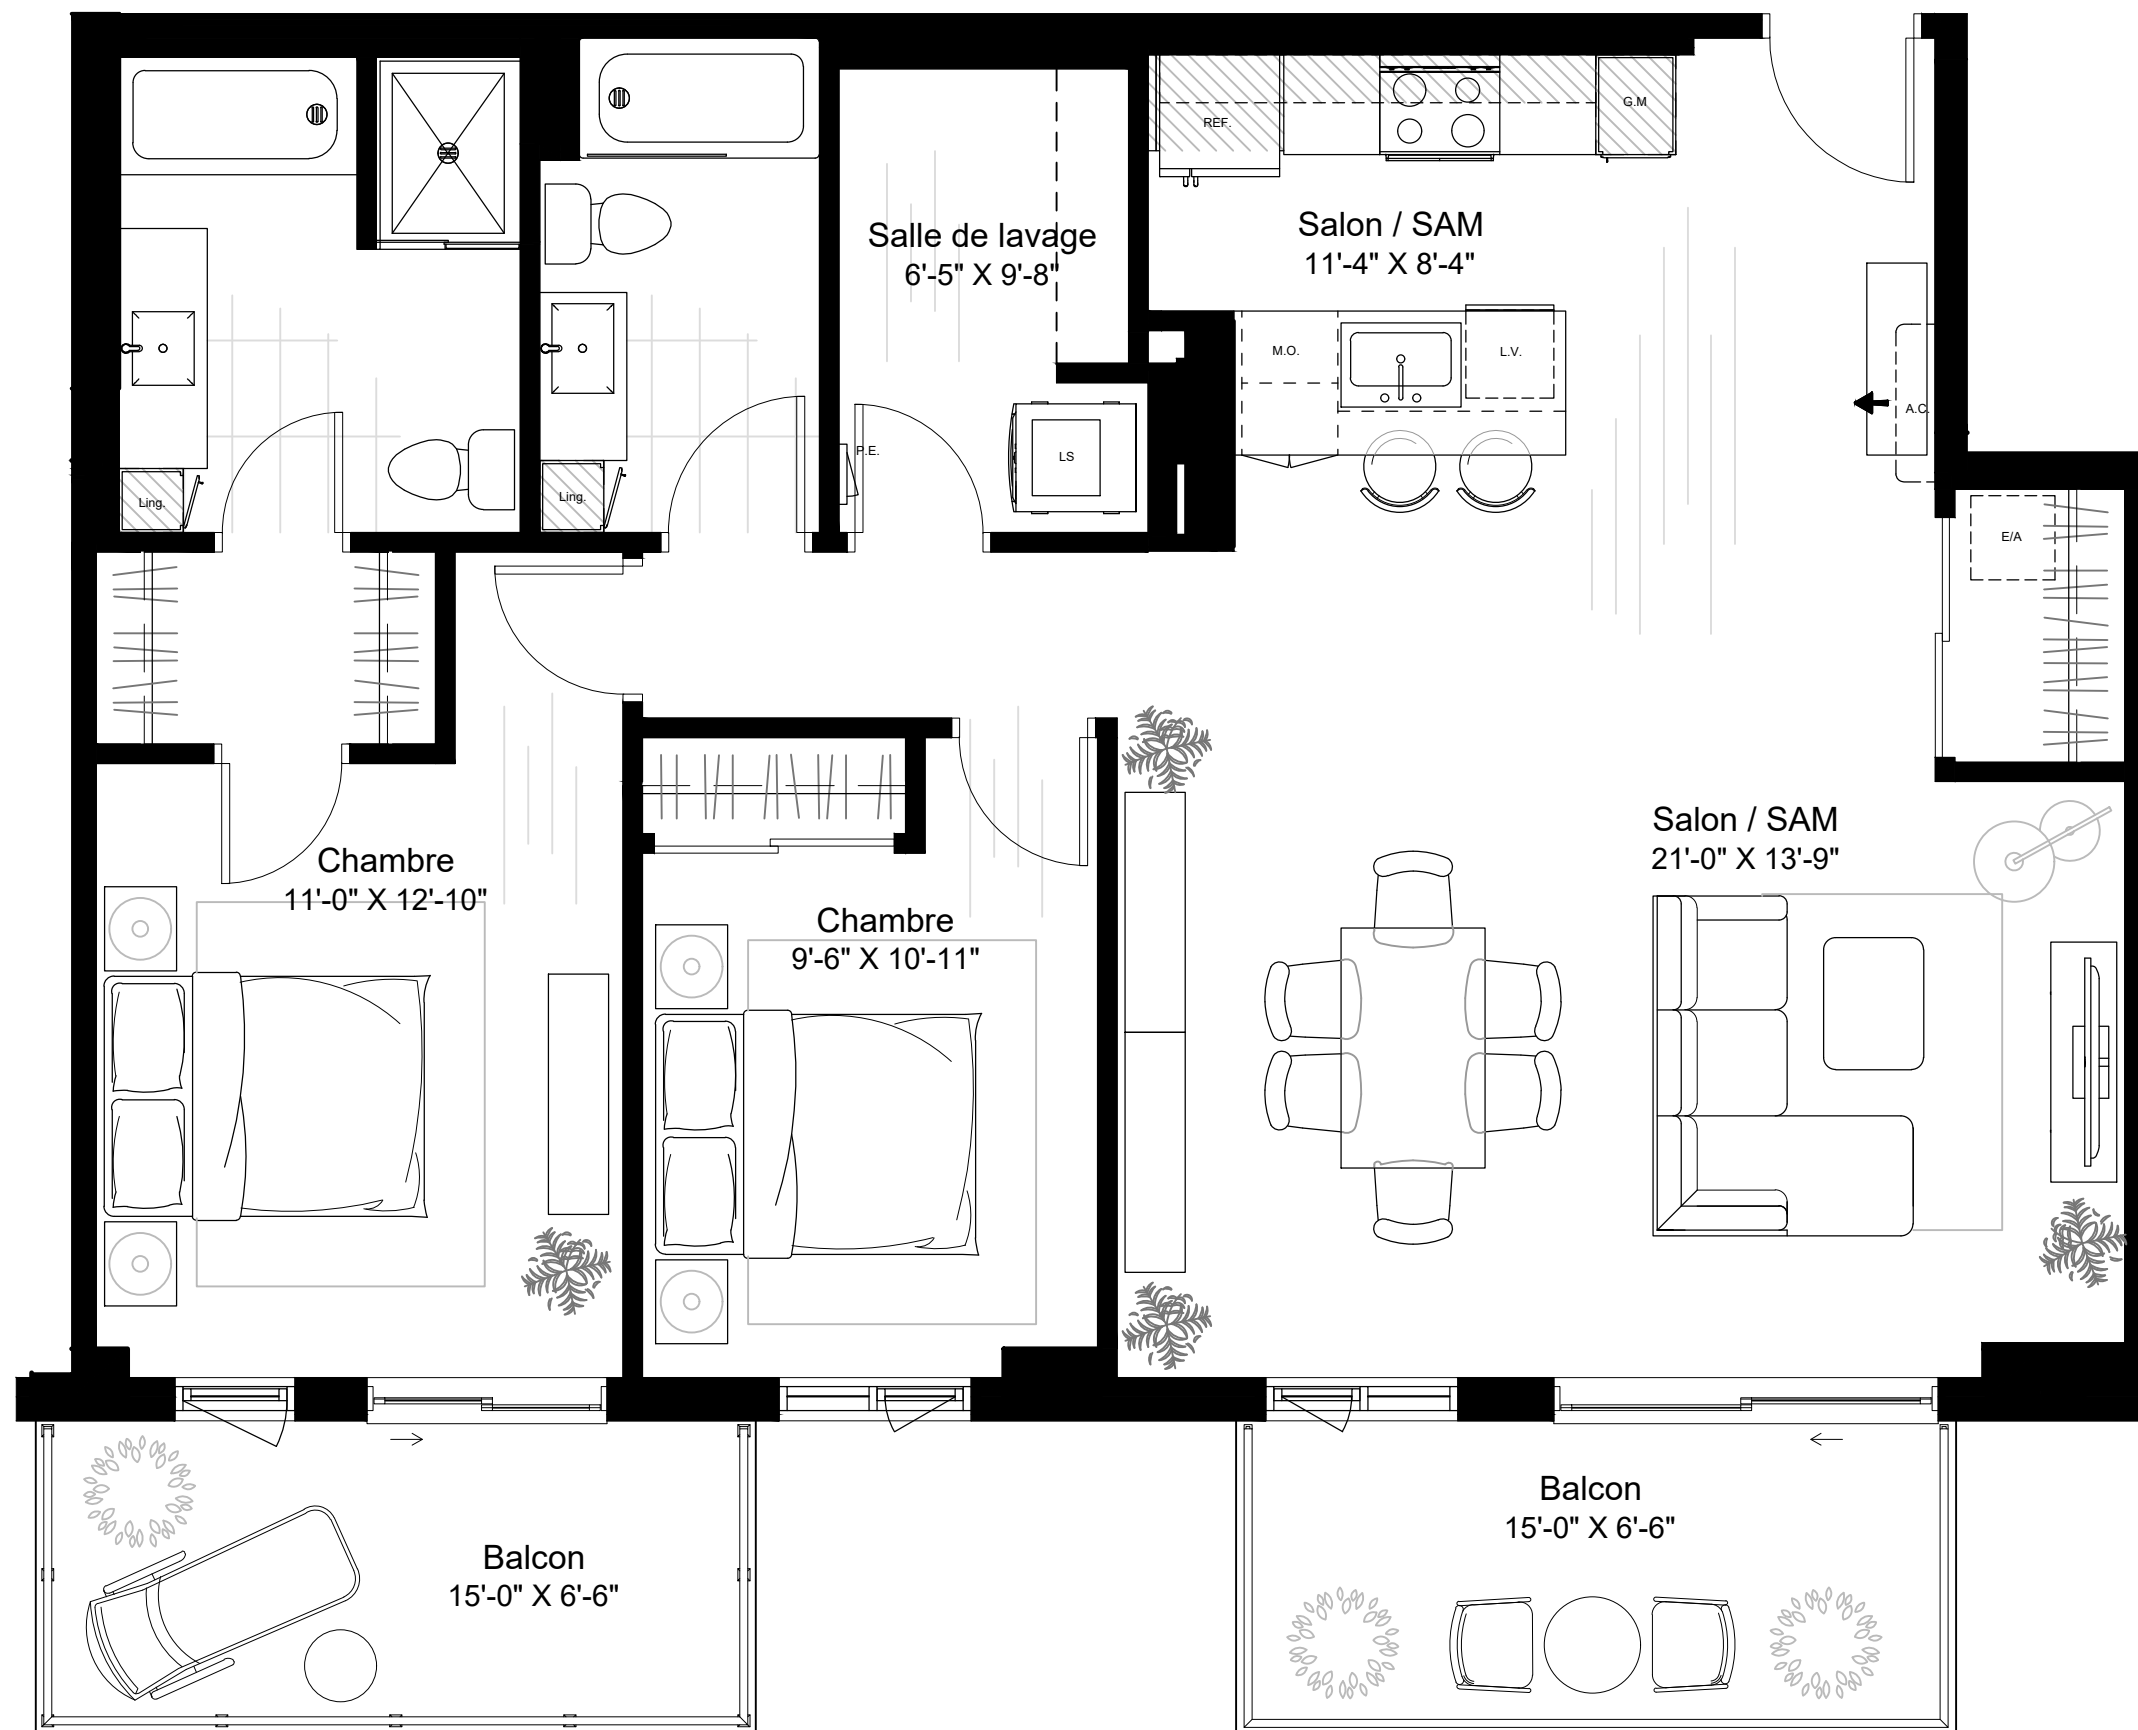 G.M
REF.
Salle de lavage
6'-5" X 9'-8"
Salon / SAM
11'-4" X 8'-4"
M.O.
L.V.
A.C.
P.E.
LS
Ling.
Ling.
E/A
Salon / SAM
21'-0" X 13'-9"
Chambre
11'-0" X 12'-10"
Chambre
9'-6" X 10'-11"
Balcon
15'-0" X 6'-6"
Balcon
15'-0" X 6'-6"